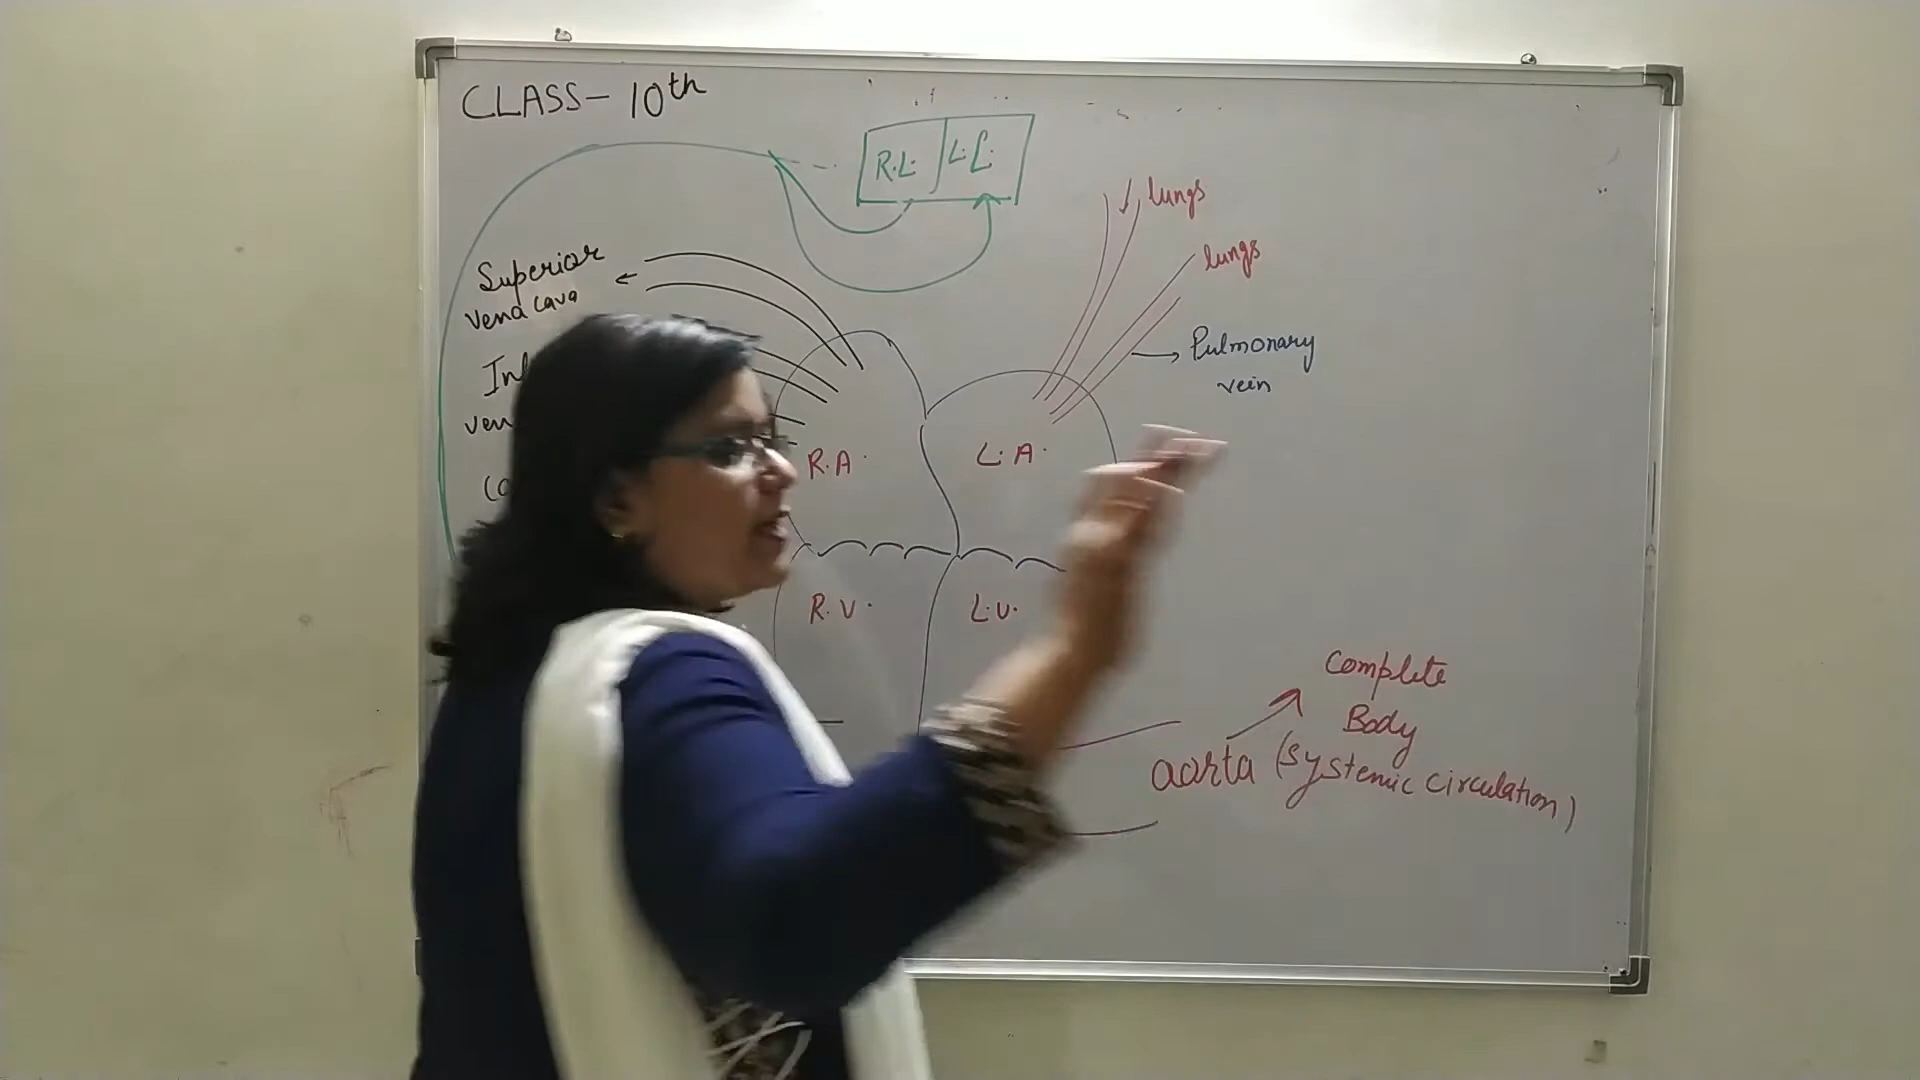 CLASS- 10th
R.L. L.L.
lungs
lungs
Superior
vena cava
Pulmonary
vein
R.A.
L.A.
R.V.
L.V.
Complete
Body
aorta (systemic circulation)